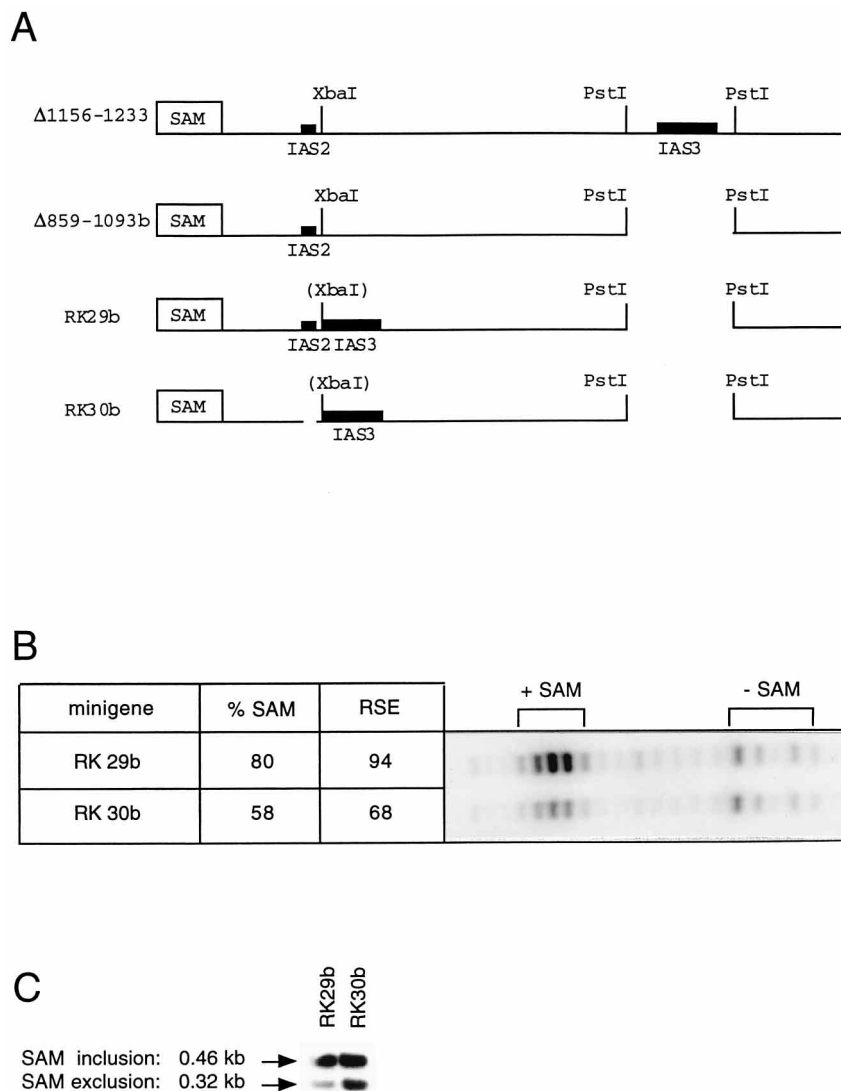 A
XbaI PstI PstI
Δ1156-1233 SAM
IAS2 IAS3
XbaI PstI PstI
Δ859-1093b SAM
IAS2
(XbaI) PstI PstI
RK29b SAM
IAS2 IAS3
(XbaI) PstI PstI
RK30b SAM
IAS3
B
+ SAM - SAM
minigene % SAM RSE
RK 29b 80 94
RK 30b 58 68
C
RK29b RK30b
SAM inclusion: 0.46 kb
SAM exclusion: 0.32 kb